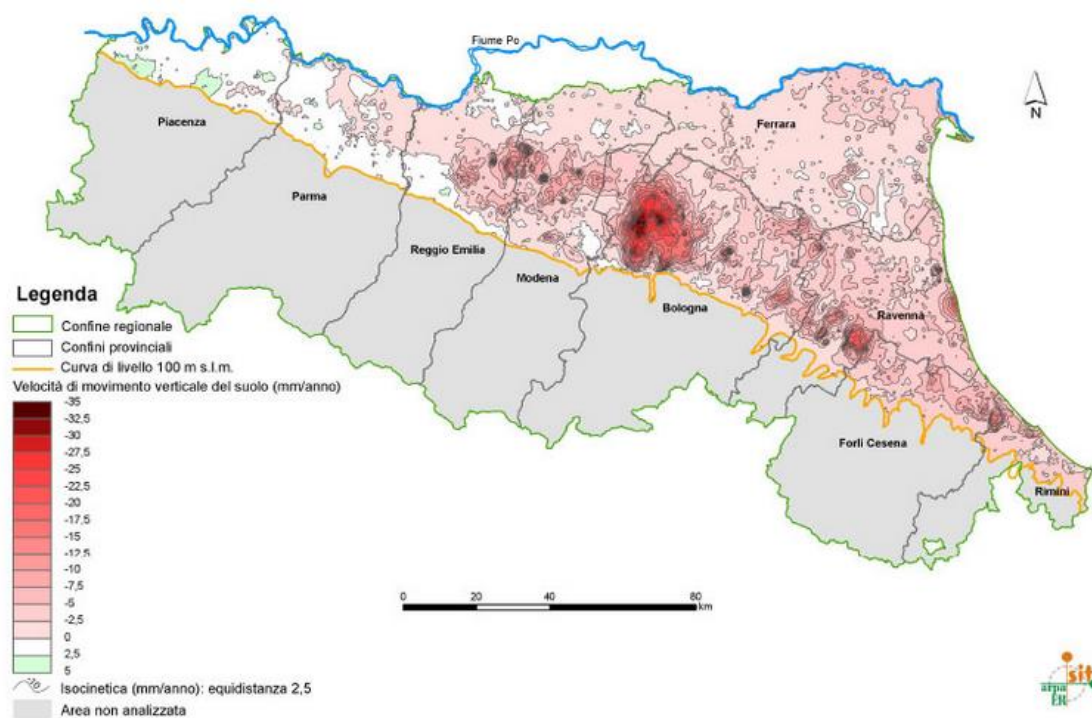 Fiume Po
N
Piacenza
Ferrara
Parma
Reggio Emilia
Modena
Bologna
Ravenna
Forlì Cesena
Rimini
Legenda
Confine regionale
Confini provinciali
Curva di livello 100 m s.l.m.
Velocità di movimento verticale del suolo (mm/anno)
-35
-32,5
-30
-27,5
-25
-22,5
-20
-17,5
-15
-12,5
-10
-7,5
-5
-2,5
0
2,5
5
Isocinetica (mm/anno): equidistanza 2,5
Area non analizzata
0 20 40 80
km
arpa
ER